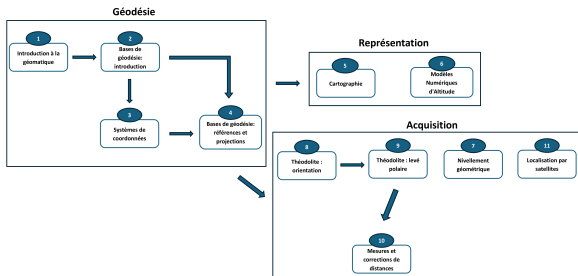 Géodésie
1
Introduction à la
géomatique
2
Bases de
géodésie:
introduction
3
Systèmes de
coordonnées
4
Bases de géodésie:
références et
projections
Représentation
5
Cartographie
6
Modèles
Numériques
d'Altitude
Acquisition
8
Théodolite :
orientation
9
Théodolite : levé
polaire
7
Nivellement
géométrique
11
Localisation par
satellites
10
Mesures et
corrections de
distances